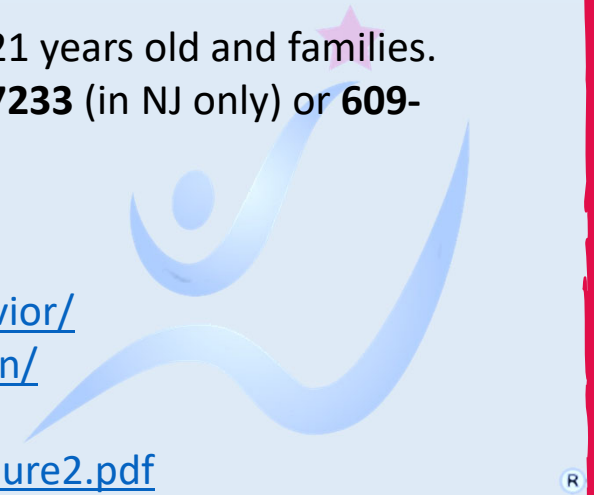 21 years old and families.
7233 (in NJ only) or 609-
vior/
n/
ure2.pdf
®